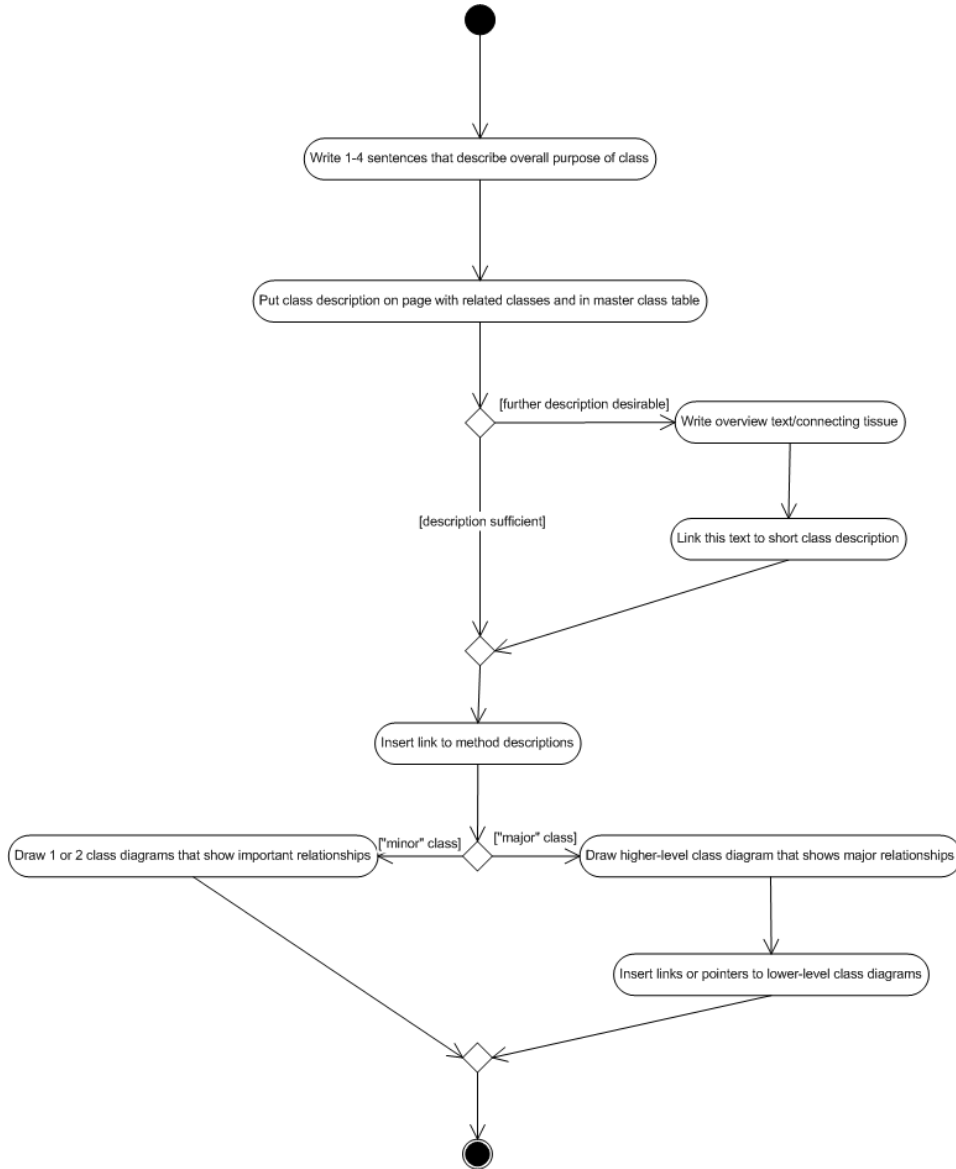 Write 1-4 sentences that describe overall purpose of class
Put class description on page with related classes and in master class table
[further description desirable]
Write overview text/connecting tissue
[description sufficient]
Link this text to short class description
Insert link to method descriptions
["minor" class]
["major" class]
Draw 1 or 2 class diagrams that show important relationships
Draw higher-level class diagram that shows major relationships
Insert links or pointers to lower-level class diagrams